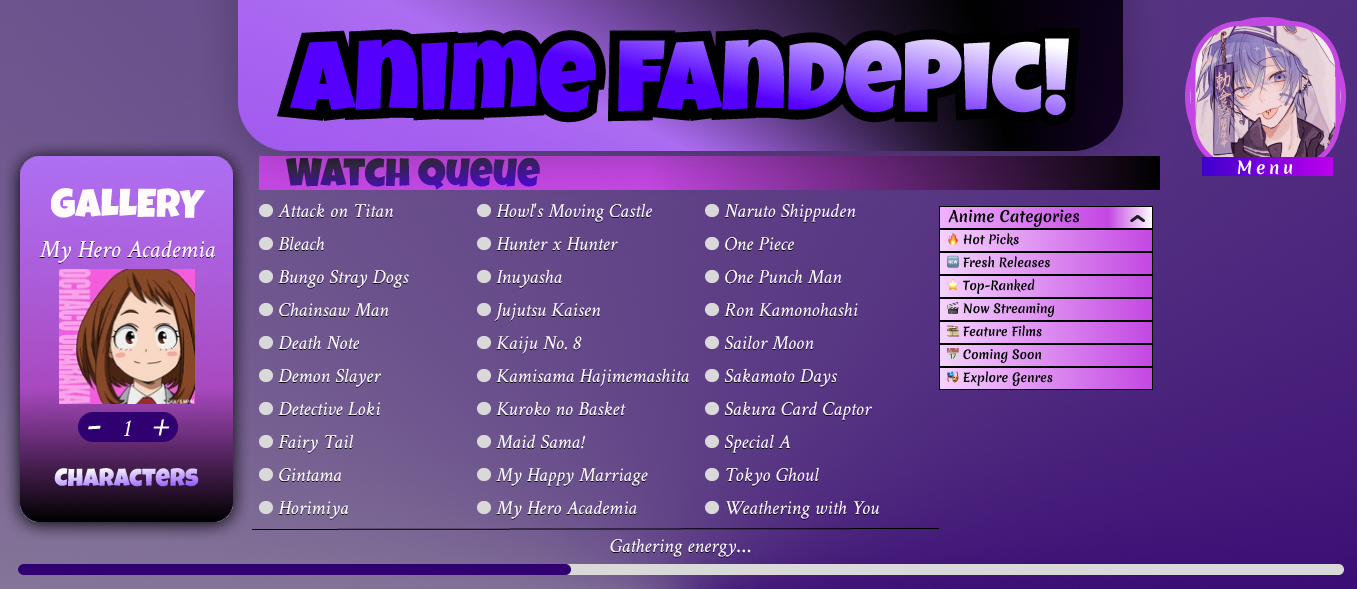 Anime Fandepic!
Menu
GALLERY
My Hero Academia
OCHACO URARAKA
− 1 +
CHARACTERS
WATCH Queue
Attack on Titan
Bleach
Bungo Stray Dogs
Chainsaw Man
Death Note
Demon Slayer
Detective Loki
Fairy Tail
Gintama
Horimiya
Howl's Moving Castle
Hunter x Hunter
Inuyasha
Jujutsu Kaisen
Kaiju No. 8
Kamisama Hajimemashita
Kuroko no Basket
Maid Sama!
My Happy Marriage
My Hero Academia
Naruto Shippuden
One Piece
One Punch Man
Ron Kamonohashi
Sailor Moon
Sakamoto Days
Sakura Card Captor
Special A
Tokyo Ghoul
Weathering with You
Anime Categories
Hot Picks
Fresh Releases
Top-Ranked
Now Streaming
Feature Films
Coming Soon
Explore Genres
Gathering energy...